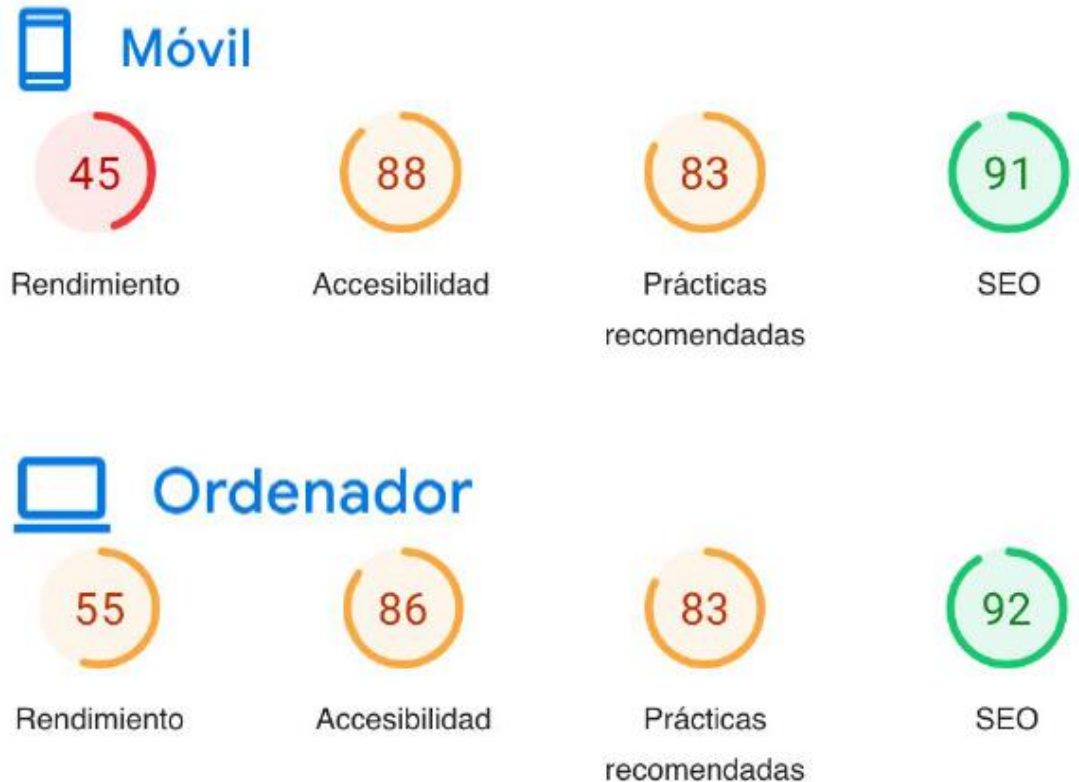 Móvil
45
88
83
91
Rendimiento
Accesibilidad
Prácticas
recomendadas
SEO
Ordenador
55
86
83
92
Rendimiento
Accesibilidad
Prácticas
recomendadas
SEO